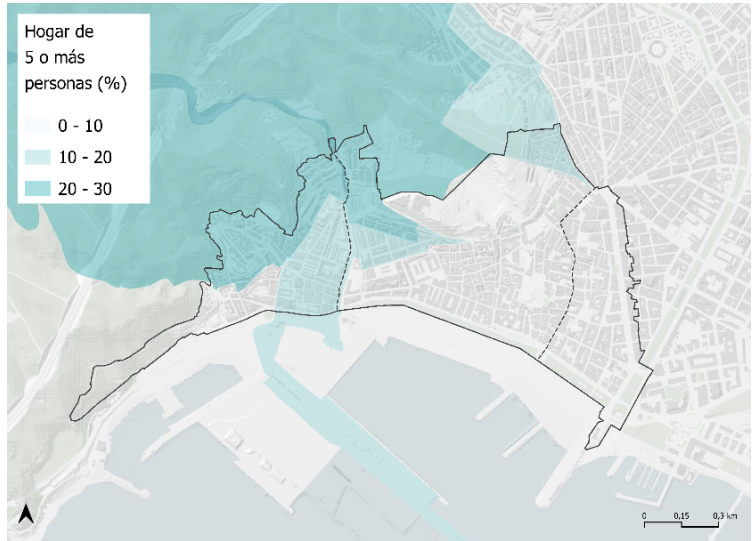 Hogar de
5 o más
personas (%)
0 - 10
10 - 20
20 - 30
0 0,15 0,3 km